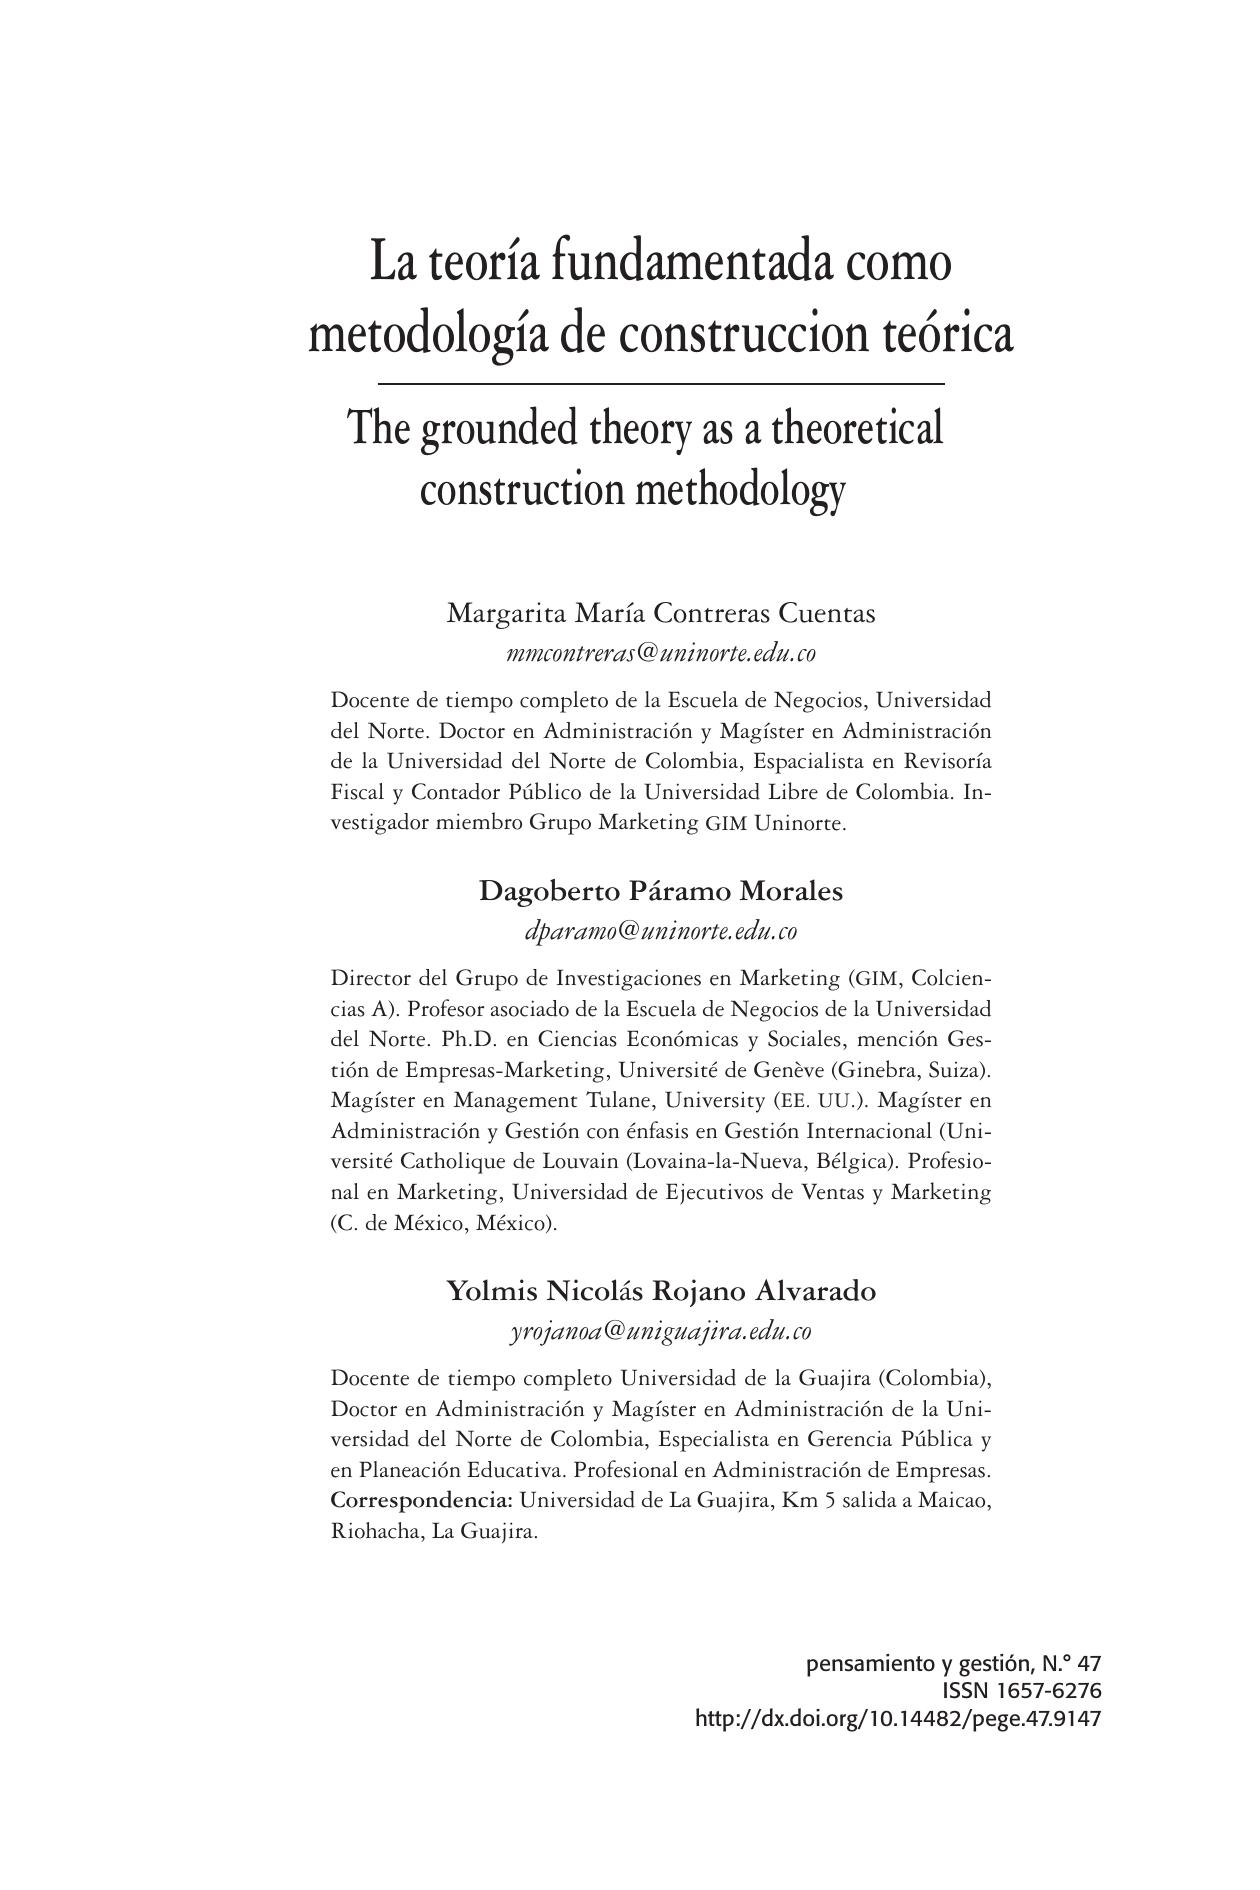 La teoría fundamentada como
metodología de construccion teórica
The grounded theory as a theoretical
construction methodology
Margarita María Contreras Cuentas
mmcontreras@uninorte.edu.co
Docente de tiempo completo de la Escuela de Negocios, Universidad
del Norte. Doctor en Administración y Magíster en Administración
de la Universidad del Norte de Colombia, Espacialista en Revisoría
Fiscal y Contador Público de la Universidad Libre de Colombia. In-
vestigador miembro Grupo Marketing GIM Uninorte.
Dagoberto Páramo Morales
dparamo@uninorte.edu.co
Director del Grupo de Investigaciones en Marketing (GIM, Colcien-
cias A). Profesor asociado de la Escuela de Negocios de la Universidad
del Norte. Ph.D. en Ciencias Económicas y Sociales, mención Ges-
tión de Empresas-Marketing, Université de Genève (Ginebra, Suiza).
Magíster en Management Tulane, University (EE. UU.). Magíster en
Administración y Gestión con énfasis en Gestión Internacional (Uni-
versité Catholique de Louvain (Lovaina-la-Nueva, Bélgica). Profesio-
nal en Marketing, Universidad de Ejecutivos de Ventas y Marketing
(C. de México, México).
Yolmis Nicolás Rojano Alvarado
yrojanoa@uniguajira.edu.co
Docente de tiempo completo Universidad de la Guajira (Colombia),
Doctor en Administración y Magíster en Administración de la Uni-
versidad del Norte de Colombia, Especialista en Gerencia Pública y
en Planeación Educativa. Profesional en Administración de Empresas.
Correspondencia: Universidad de La Guajira, Km 5 salida a Maicao,
Riohacha, La Guajira.
pensamiento y gestión, N.° 47
ISSN 1657-6276
http://dx.doi.org/10.14482/pege.47.9147